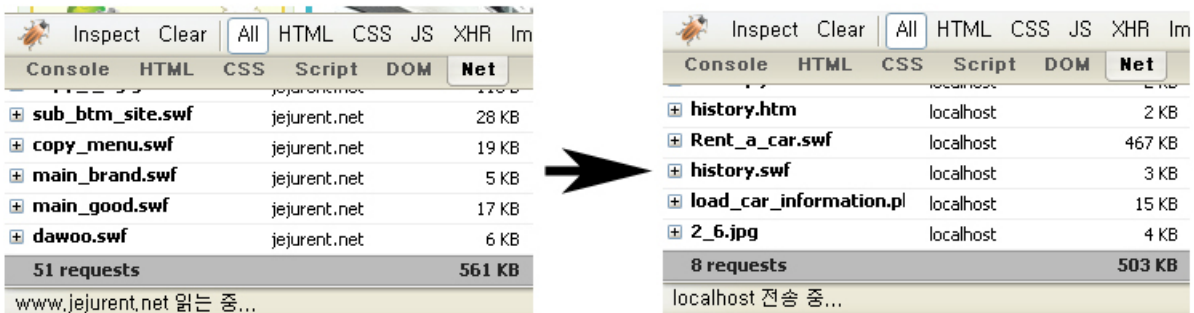 Inspect Clear All HTML CSS JS XHR Im
Console HTML CSS Script DOM Net
sub_btm_site.swf jejurent.net 28 KB
copy_menu.swf jejurent.net 19 KB
main_brand.swf jejurent.net 5 KB
main_good.swf jejurent.net 17 KB
dawoo.swf jejurent.net 6 KB
51 requests 561 KB
www.jejurent.net 읽는 중...
Inspect Clear All HTML CSS JS XHR Im
Console HTML CSS Script DOM Net
history.htm localhost 2 KB
Rent_a_car.swf localhost 467 KB
history.swf localhost 3 KB
load_car_information.pl localhost 15 KB
2_6.jpg localhost 4 KB
8 requests 503 KB
localhost 전송 중...